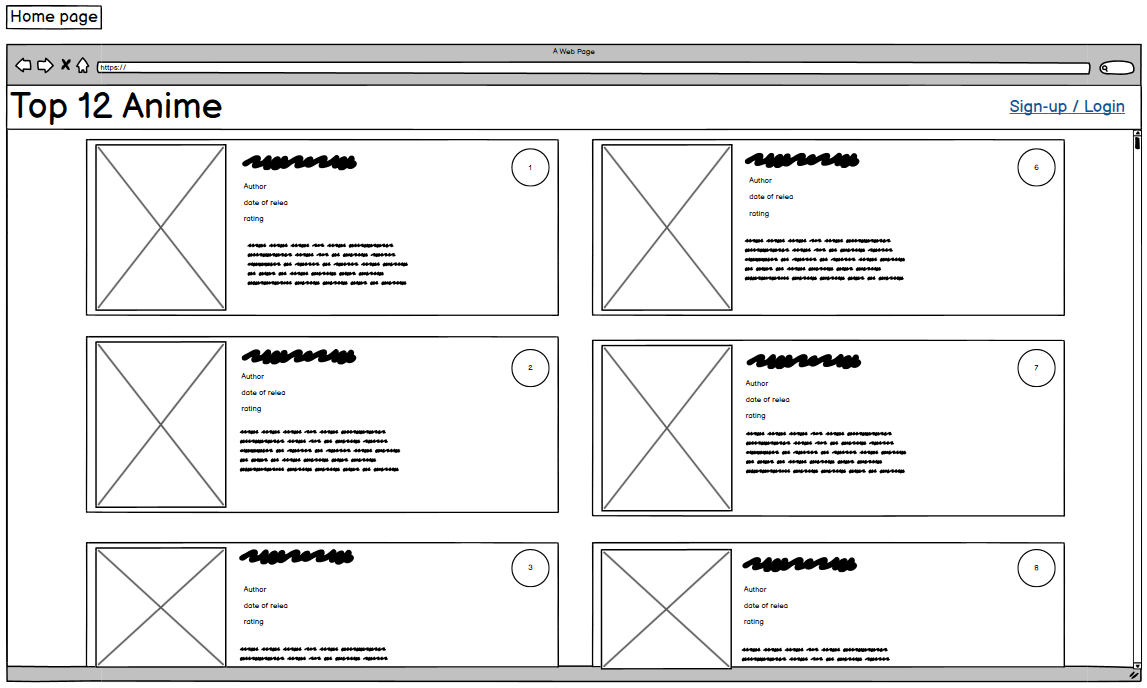 Home page
A Web Page
https://
Top 12 Anime
Sign-up / Login
1
Author
date of relea
rating
6
Author
date of relea
rating
2
Author
date of relea
rating
7
Author
date of relea
rating
3
Author
date of relea
rating
8
Author
date of relea
rating